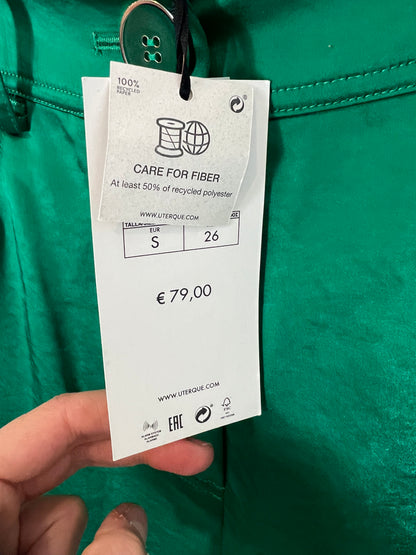 100%
RECYCLED
PAPER
CARE FOR FIBER
At least 50% of recycled polyester
WWW.UTERQUE.COM
EUR
S 26
€ 79,00
WWW.UTERQUE.COM
EAC
FSC